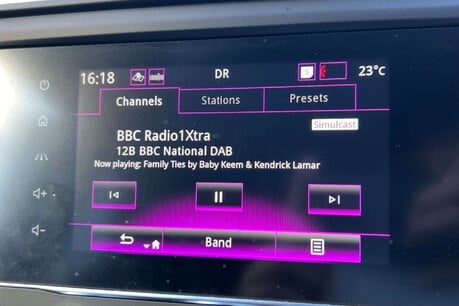 16:18 DR 23°C
Channels Stations Presets
Simulcast
BBC Radio1Xtra
12B BBC National DAB
Now playing: Family Ties by Baby Keem & Kendrick Lamar
Band